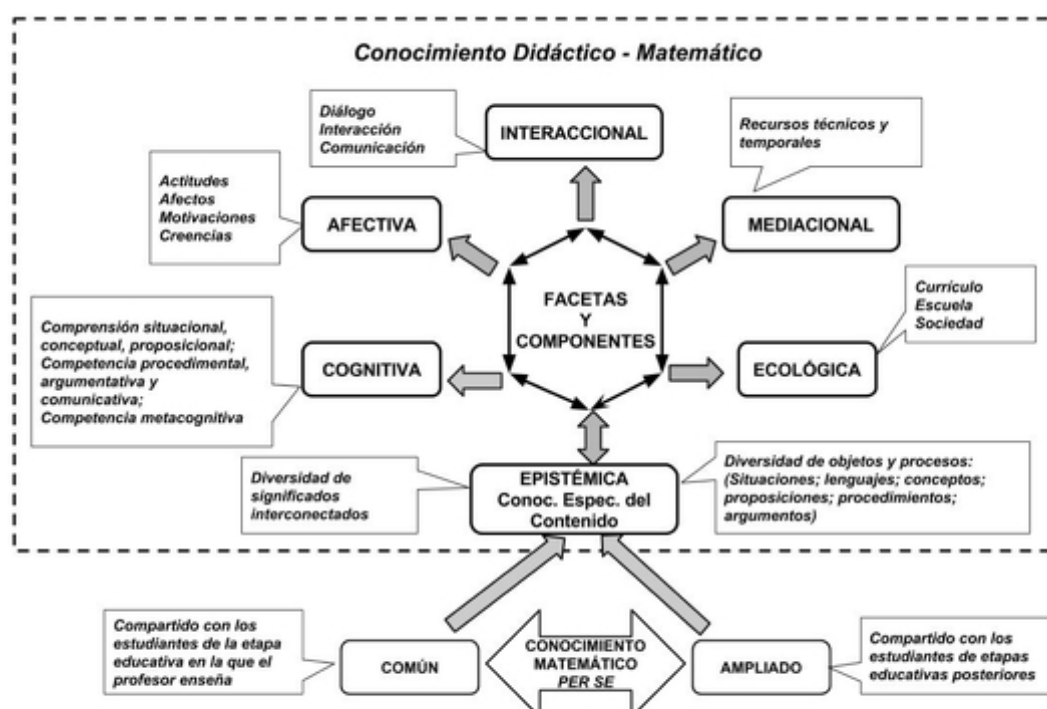 Conocimiento Didáctico - Matemático
Diálogo
Interacción
Comunicación
INTERACCIONAL
Recursos técnicos y
temporales
Actitudes
Afectos
Motivaciones
Creencias
AFECTIVA
MEDIACIONAL
FACETAS
Y
COMPONENTES
Currículo
Escuela
Sociedad
Comprensión situacional,
conceptual, proposicional;
Competencia procedimental,
argumentativa y
comunicativa;
Competencia metacognitiva
COGNITIVA
ECOLÓGICA
Diversidad de
significados
interconectados
EPISTÉMICA
Conoc. Espec. del
Contenido
Diversidad de objetos y procesos:
(Situaciones; lenguajes; conceptos;
proposiciones; procedimientos;
argumentos)
Compartido con los
estudiantes de la etapa
educativa en la que el
profesor enseña
COMÚN
CONOCIMIENTO
MATEMÁTICO
PER SE
AMPLIADO
Compartido con los
estudiantes de etapas
educativas posteriores